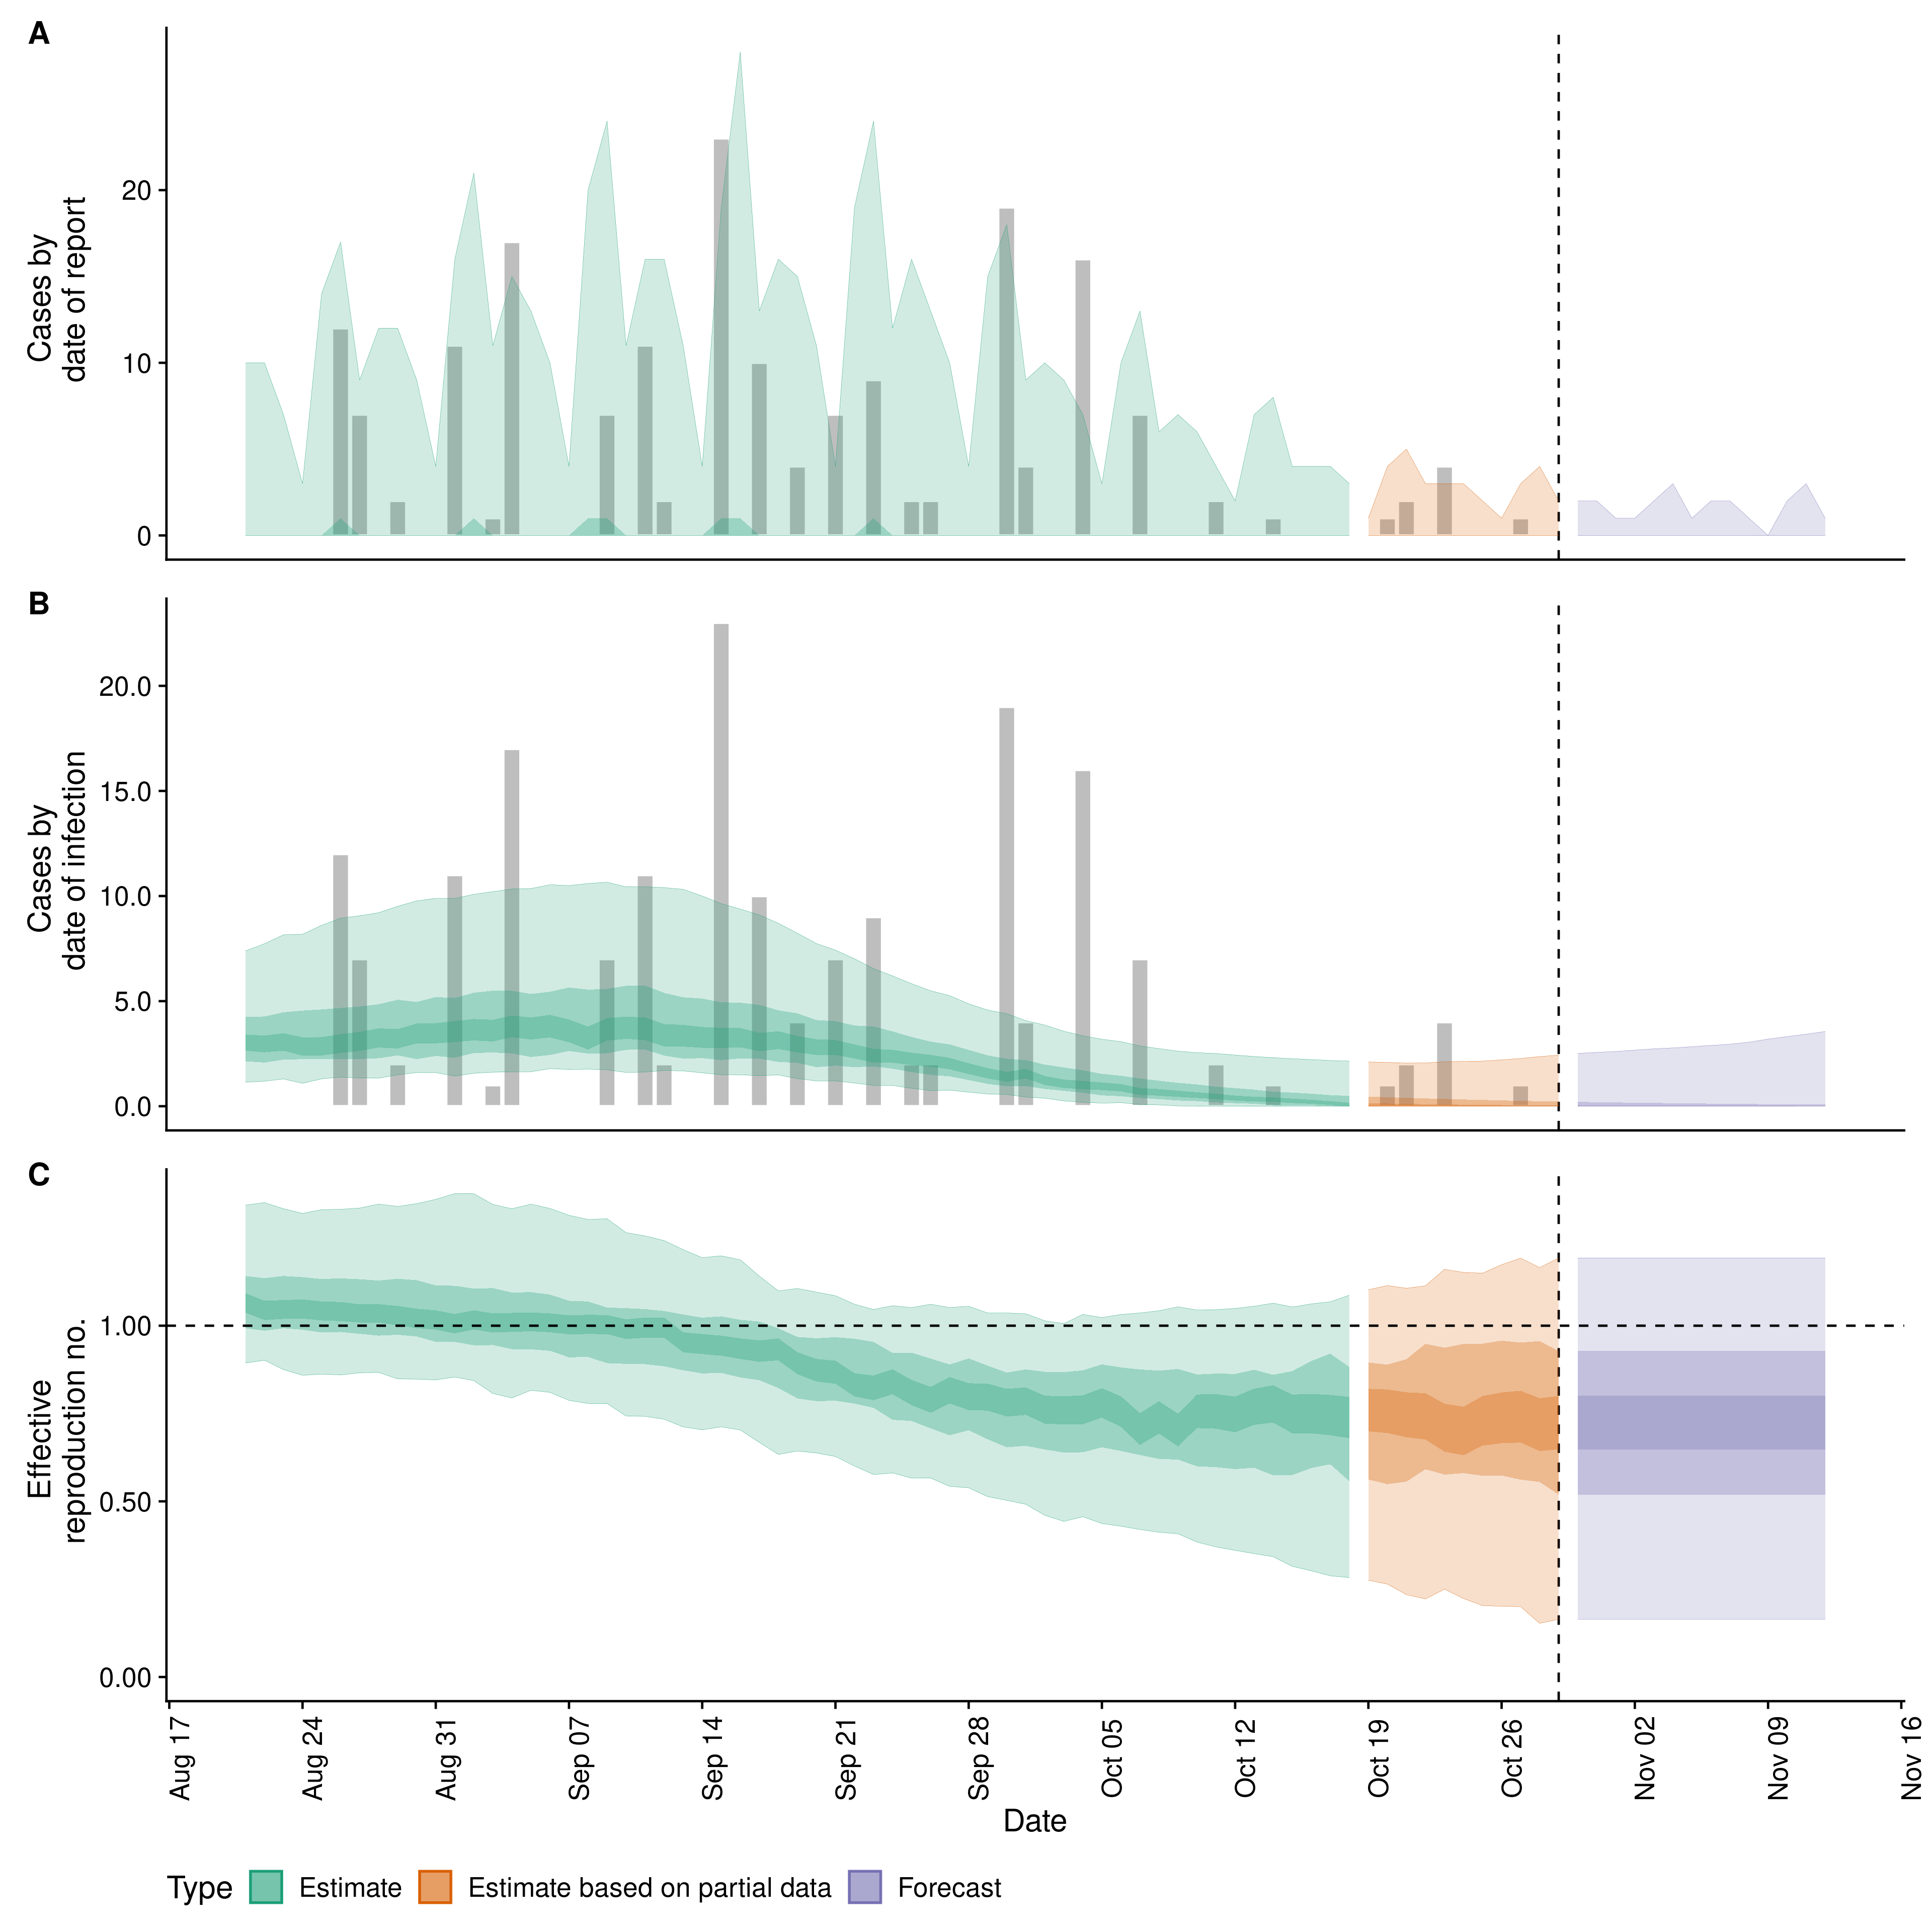 A
Cases by
date of report
20
10
0
B
Cases by
date of infection
20.0
15.0
10.0
5.0
0.0
C
Effective
reproduction no.
1.00
0.50
0.00
Aug 17
Aug 24
Aug 31
Sep 07
Sep 14
Sep 21
Sep 28
Oct 05
Oct 12
Oct 19
Oct 26
Nov 02
Nov 09
Nov 16
Date
Type Estimate Estimate based on partial data Forecast